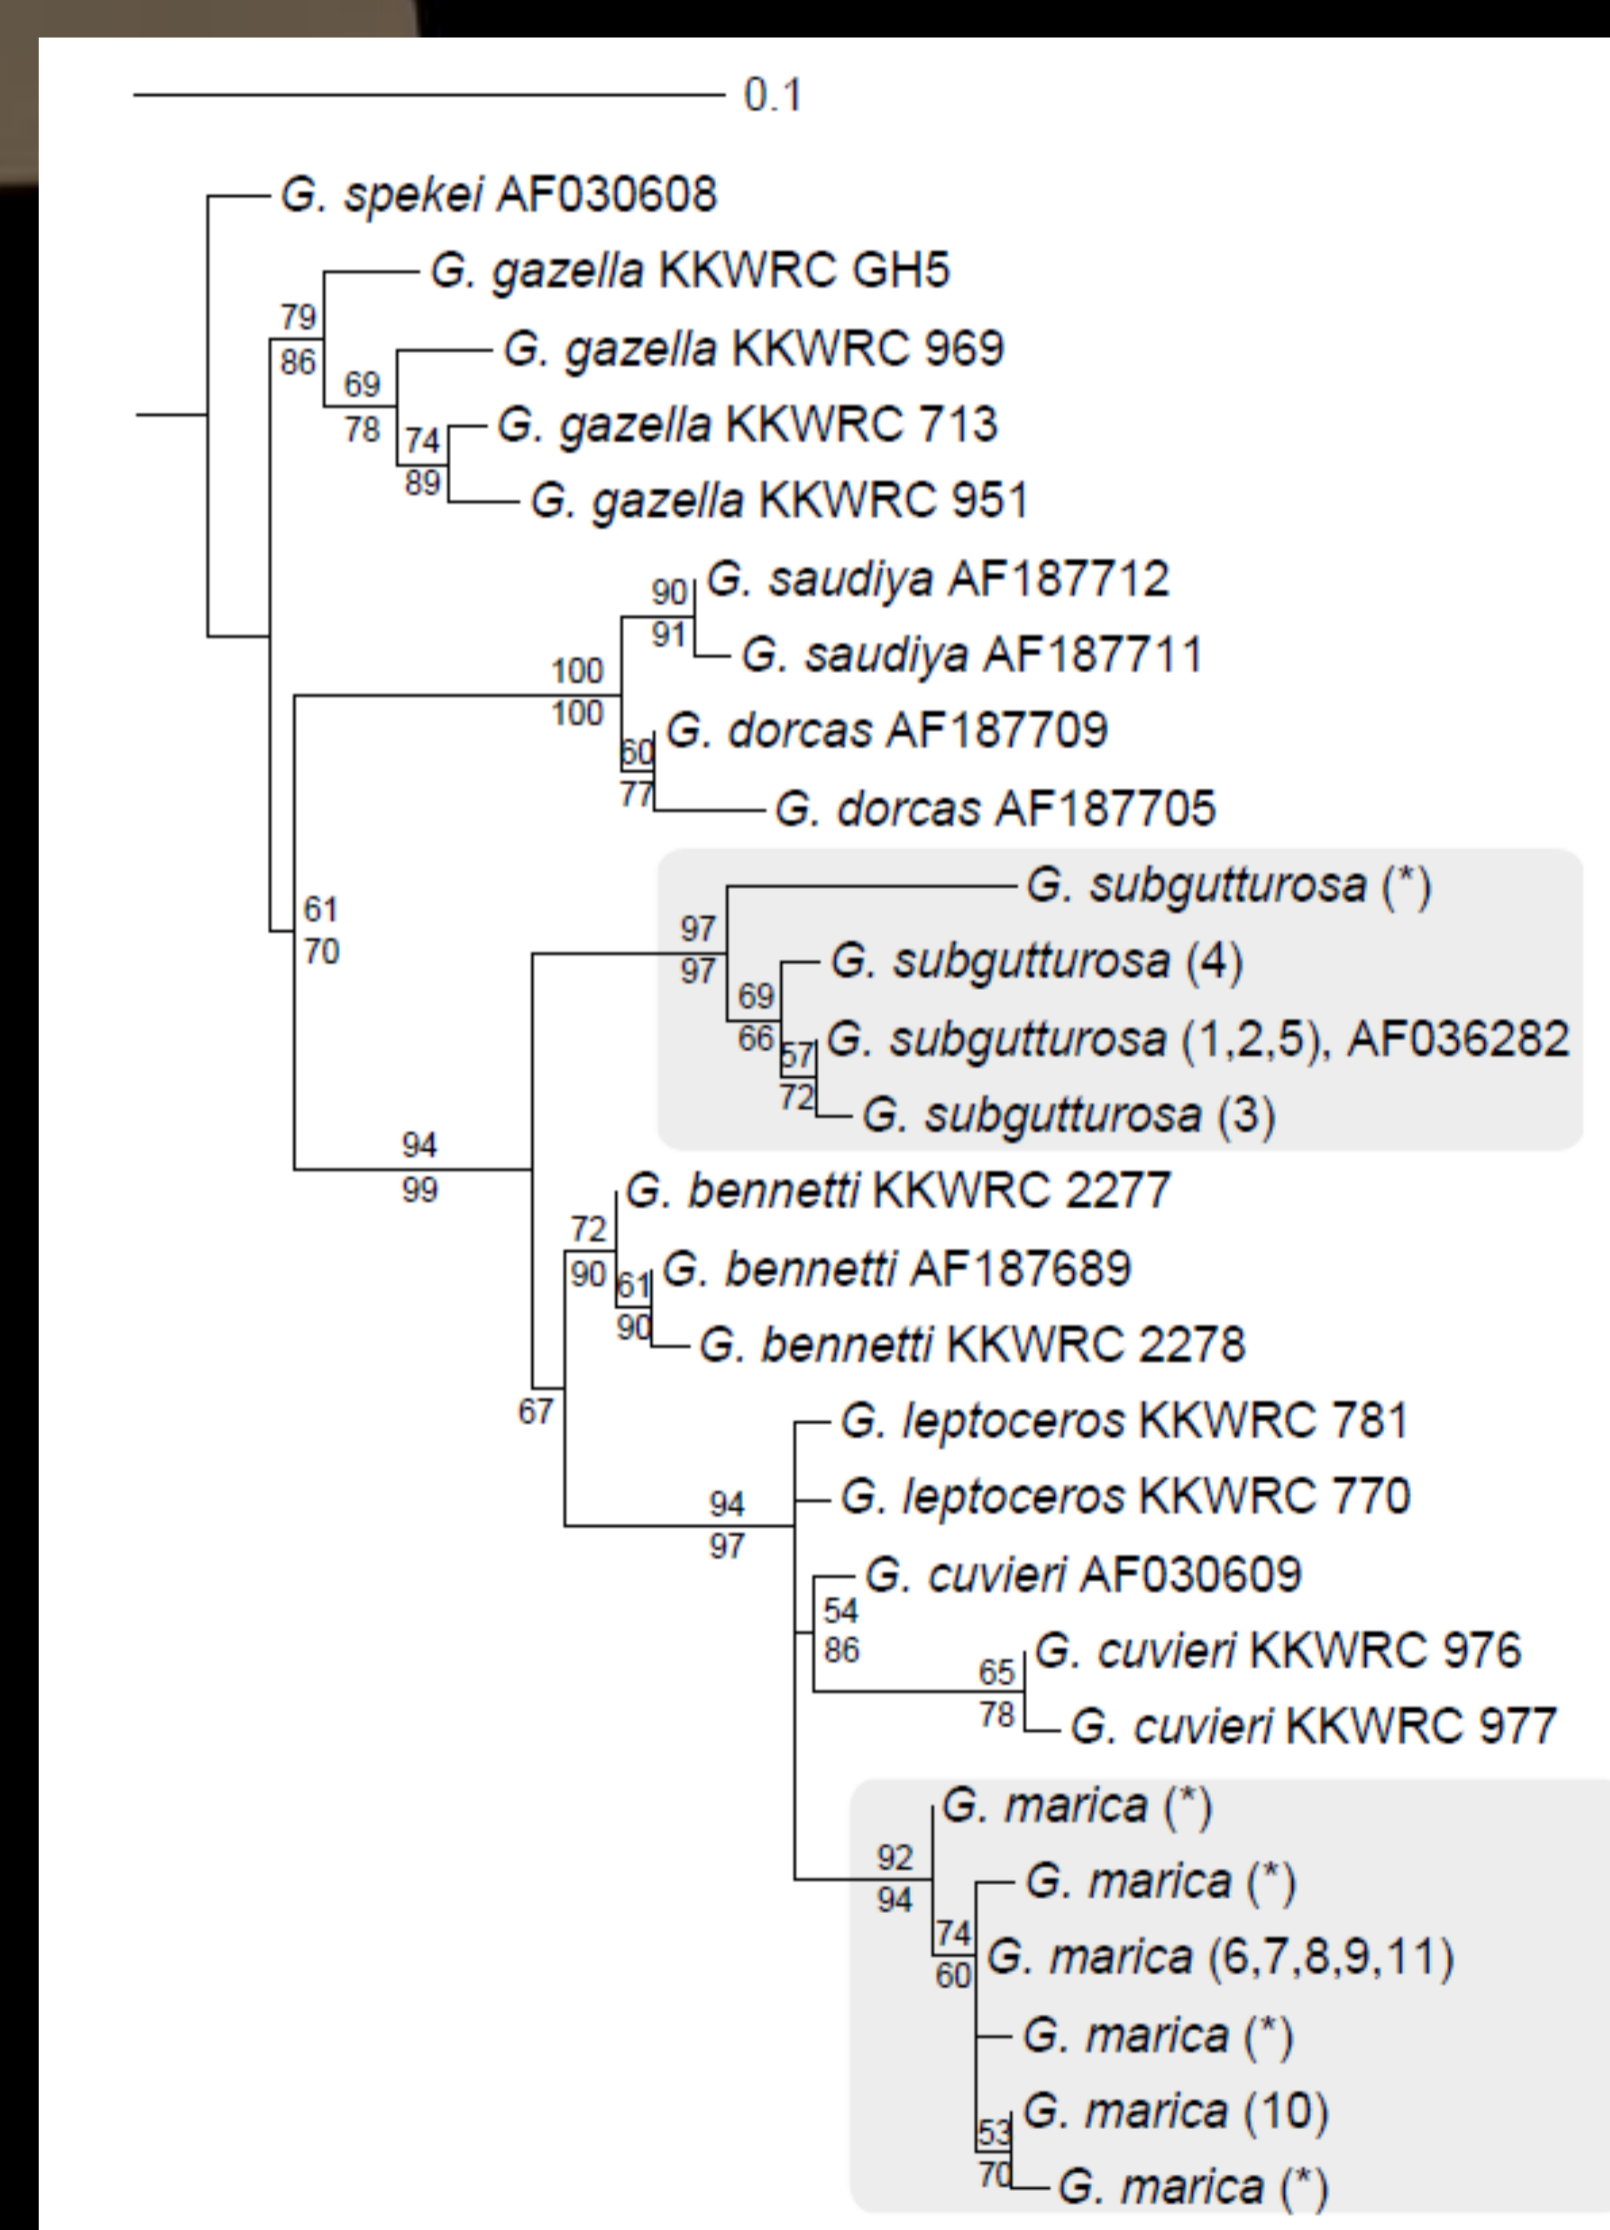 0.1
G. spekei AF030608
G. gazella KKWRC GH5
79
86
G. gazella KKWRC 969
69
78
G. gazella KKWRC 713
74
89
G. gazella KKWRC 951
G. saudiya AF187712
90
91
G. saudiya AF187711
100
100
G. dorcas AF187709
60
77
G. dorcas AF187705
G. subgutturosa (*)
61
70
97
97
G. subgutturosa (4)
69
66
G. subgutturosa (1,2,5), AF036282
57
72
G. subgutturosa (3)
94
99
G. bennetti KKWRC 2277
72
90
G. bennetti AF187689
61
90
G. bennetti KKWRC 2278
67
G. leptoceros KKWRC 781
G. leptoceros KKWRC 770
94
97
G. cuvieri AF030609
54
86
G. cuvieri KKWRC 976
65
78
G. cuvieri KKWRC 977
G. marica (*)
92
94
G. marica (*)
74
60
G. marica (6,7,8,9,11)
G. marica (*)
G. marica (10)
53
70
G. marica (*)